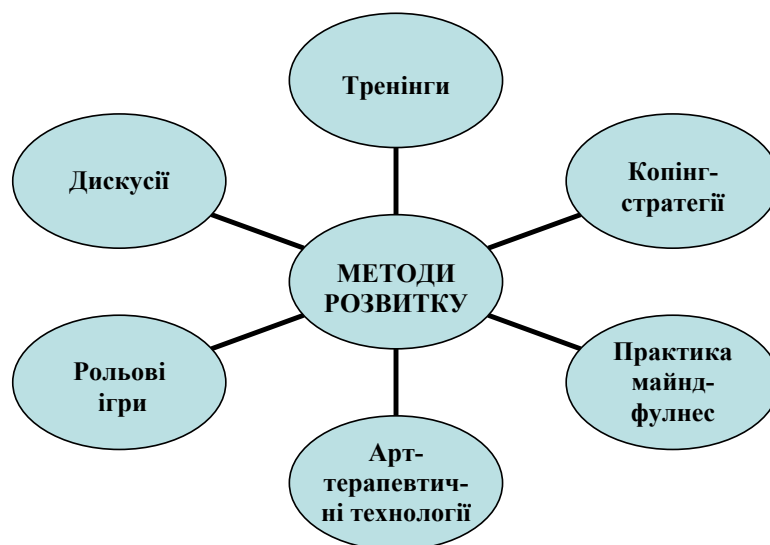 Тренінги
Дискусії
Копінг-
стратегії
МЕТОДИ
РОЗВИТКУ
Рольові
ігри
Практика
майнд-
фулнес
Арт-
терапевтич-
ні технології